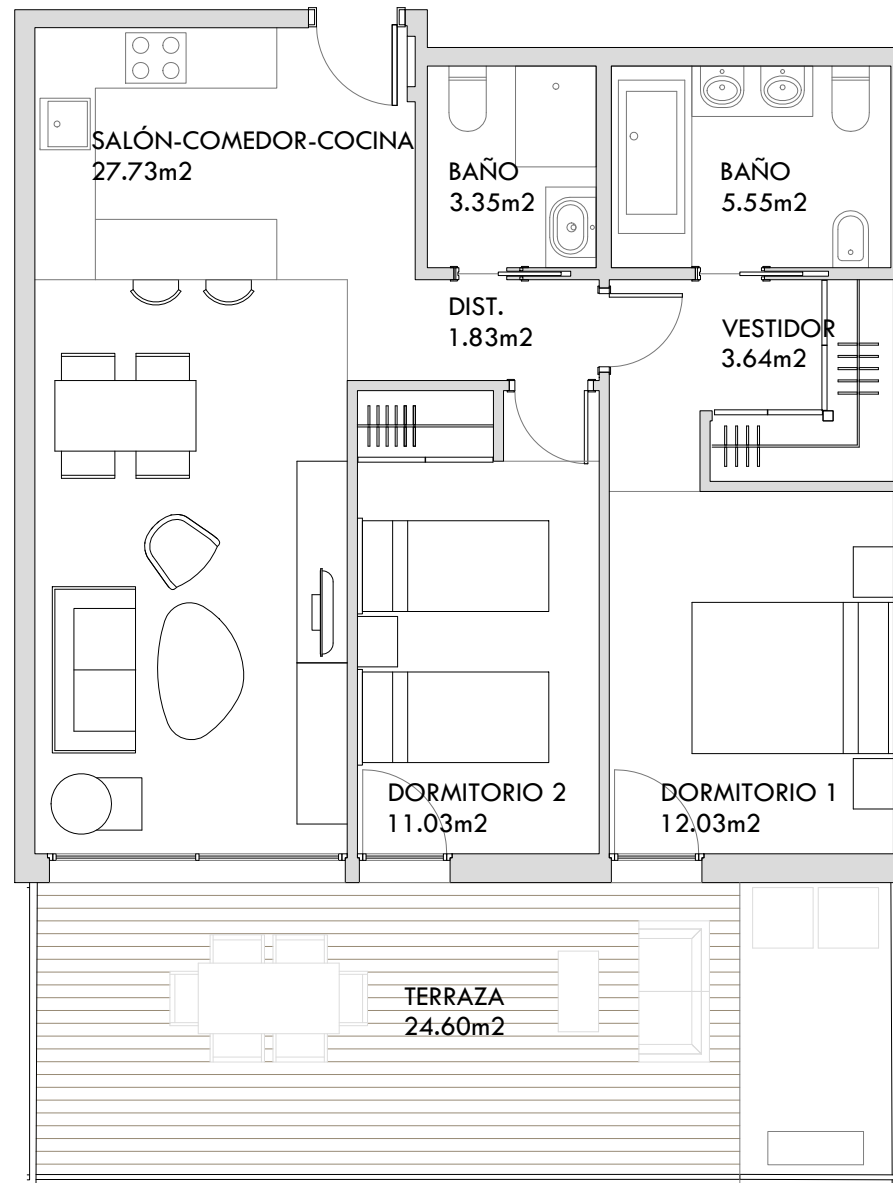 SALÓN-COMEDOR-COCINA
27.73m2
BAÑO
3.35m2
BAÑO
5.55m2
DIST.
1.83m2
VESTIDOR
3.64m2
DORMITORIO 2
11.03m2
DORMITORIO 1
12.03m2
TERRAZA
24.60m2